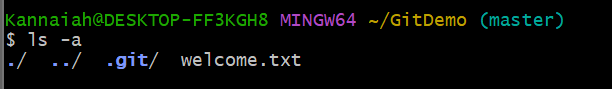 Kannaiah@DESKTOP-FF3KGH8 MINGW64 ~/GitDemo (master)
$ ls -a
./  ../  .git/  welcome.txt